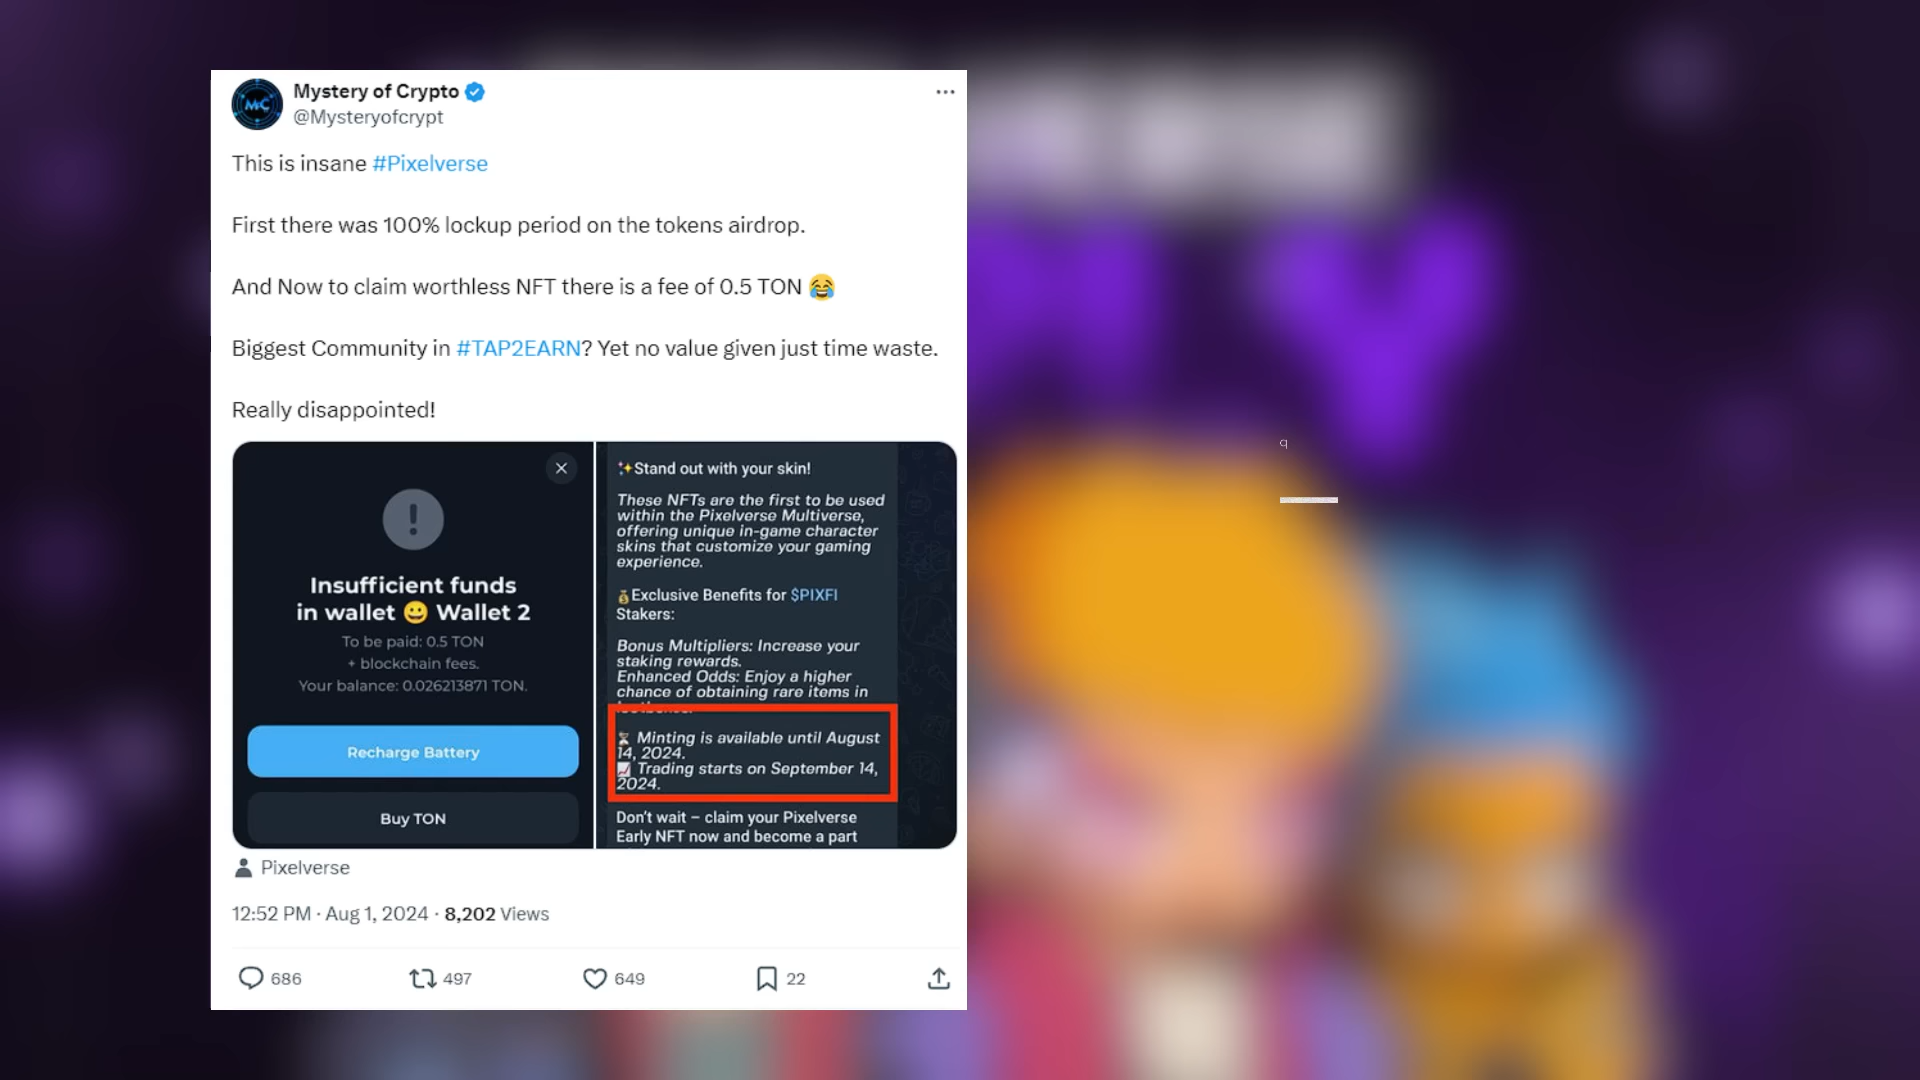 Mystery of Crypto
@Mysteryofcrypt
This is insane #Pixelverse
First there was 100% lockup period on the tokens airdrop.
And Now to claim worthless NFT there is a fee of 0.5 TON 😂
Biggest Community in #TAP2EARN? Yet no value given just time waste.
Really disappointed!
Insufficient funds
in wallet 😀 Wallet 2
To be paid: 0.5 TON
+ blockchain fees.
Your balance: 0.026213871 TON.
Recharge Battery
Buy TON
✨Stand out with your skin!
These NFTs are the first to be used
within the Pixelverse Multiverse,
offering unique in-game character
skins that customize your gaming
experience.
💰Exclusive Benefits for $PIXFI
Stakers:
Bonus Multipliers: Increase your
staking rewards.
Enhanced Odds: Enjoy a higher
chance of obtaining rare items in
⏳ Minting is available until August
14, 2024.
📈 Trading starts on September 14,
2024.
Don't wait – claim your Pixelverse
Early NFT now and become a part
Pixelverse
12:52 PM · Aug 1, 2024 · 8,202 Views
686
497
649
22
q